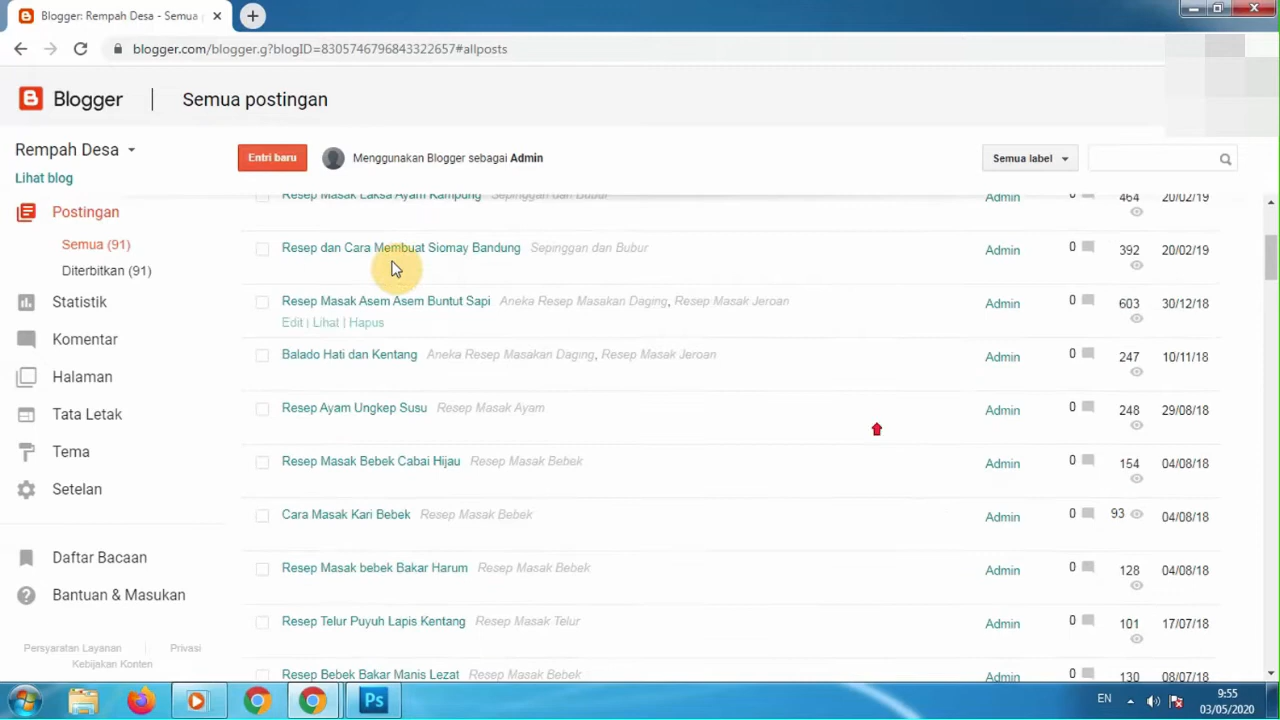 Blogger: Rempah Desa - Semua
blogger.com/blogger.g?blogID=8305746796843322657#allposts
Blogger
Semua postingan
Rempah Desa
Entri baru
Menggunakan Blogger sebagai Admin
Semua label
Lihat blog
Postingan
Semua (91)
Diterbitkan (91)
Statistik
Komentar
Halaman
Tata Letak
Tema
Setelan
Daftar Bacaan
Bantuan & Masukan
Persyaratan Layanan
Privasi
Kebijakan Konten
Resep Masak Laksa Ayam Kampung Sepinggan dan Bubur Admin 0 464 20/02/19
Resep dan Cara Membuat Siomay Bandung Sepinggan dan Bubur Admin 0 392 20/02/19
Resep Masak Asem Asem Buntut Sapi Aneka Resep Masakan Daging, Resep Masak Jeroan Admin 0 603 30/12/18
Edit | Lihat | Hapus
Balado Hati dan Kentang Aneka Resep Masakan Daging, Resep Masak Jeroan Admin 0 247 10/11/18
Resep Ayam Ungkep Susu Resep Masak Ayam Admin 0 248 29/08/18
Resep Masak Bebek Cabai Hijau Resep Masak Bebek Admin 0 154 04/08/18
Cara Masak Kari Bebek Resep Masak Bebek Admin 0 93 04/08/18
Resep Masak bebek Bakar Harum Resep Masak Bebek Admin 0 128 04/08/18
Resep Telur Puyuh Lapis Kentang Resep Masak Telur Admin 0 101 17/07/18
Resep Bebek Bakar Manis Lezat Resep Masak Bebek Admin 0 130 08/07/18
Ps
EN
9:55
03/05/2020